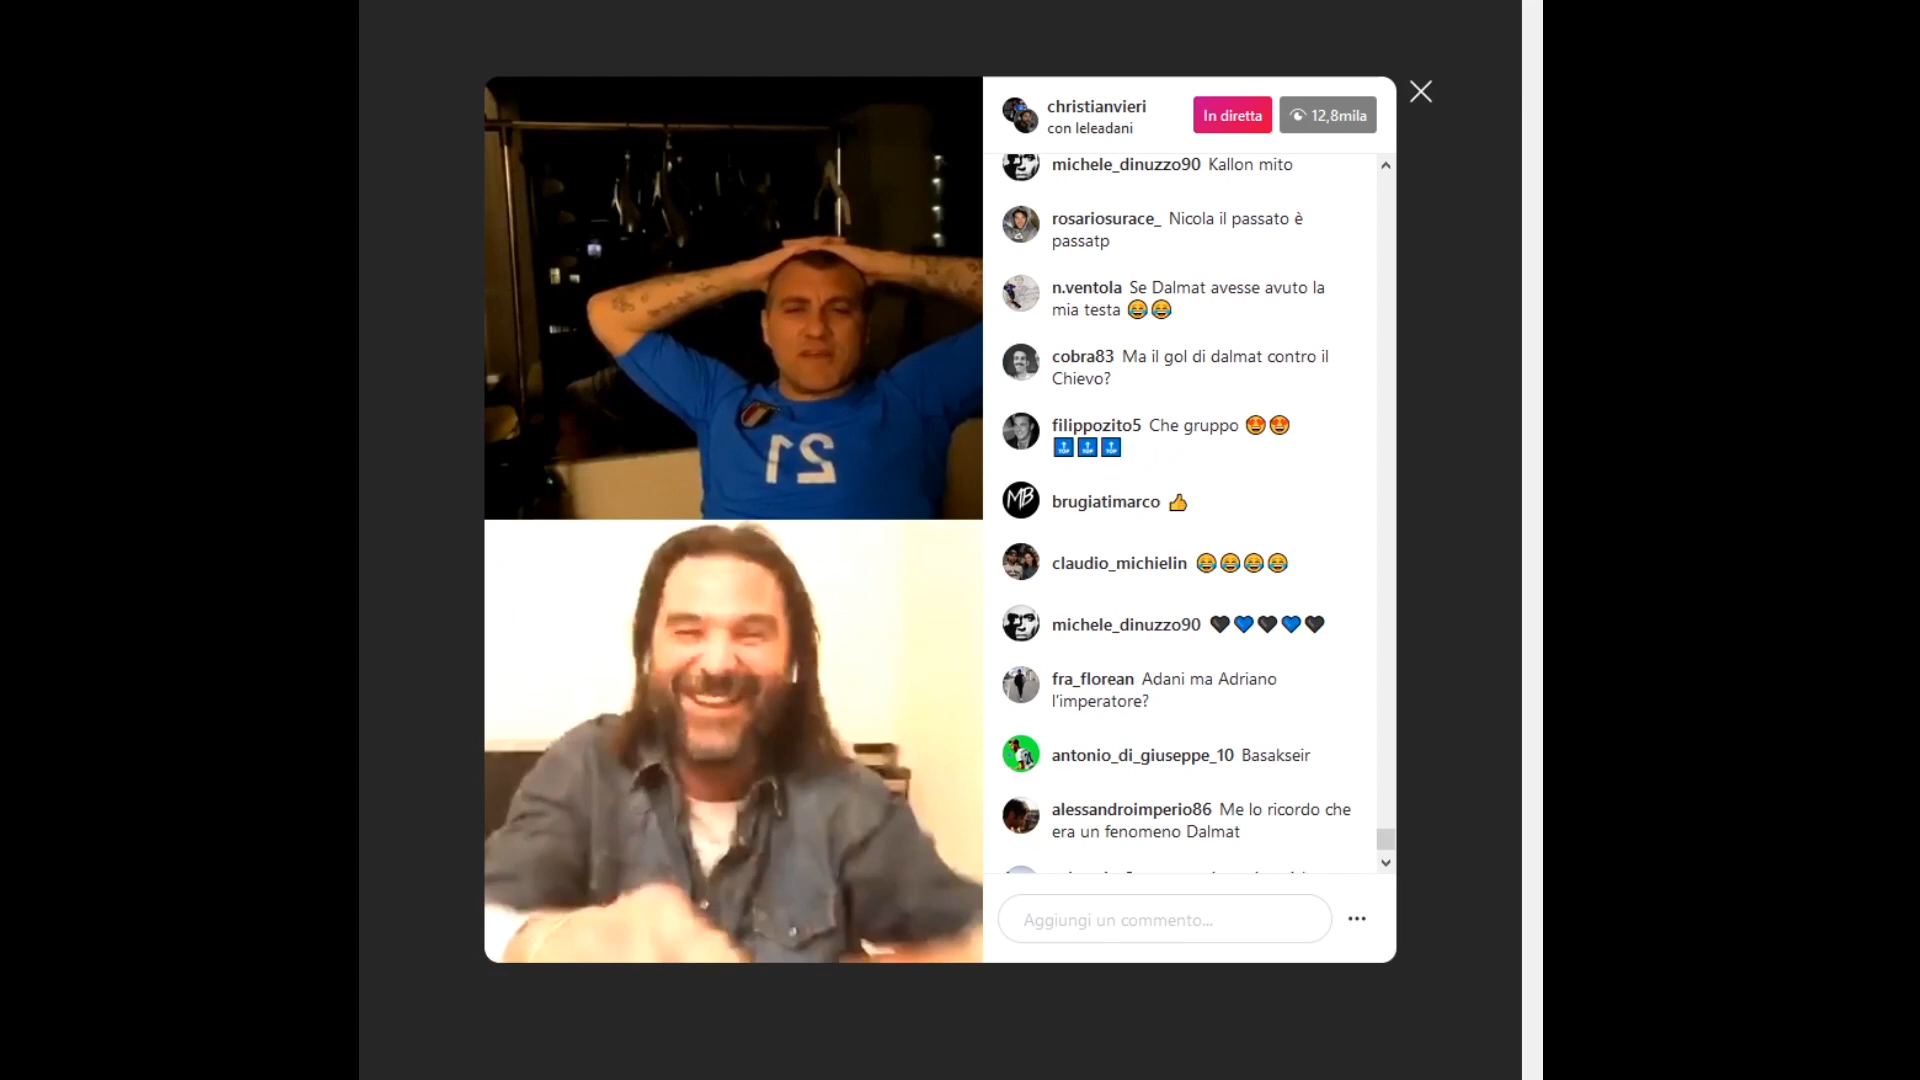 christianvieri
con leleadani
In diretta
12,8mila
michele_dinuzzo90 Kallon mito
rosariosurace_ Nicola il passato è
passatp
n.ventola Se Dalmat avesse avuto la
mia testa 😂😂
cobra83 Ma il gol di dalmat contro il
Chievo?
filippozito5 Che gruppo 😍😍
🔝🔝🔝
brugiatimarco 👍
claudio_michielin 😂😂😂😂
michele_dinuzzo90 🖤💙🖤💙🖤
fra_florean Adani ma Adriano
l'imperatore?
antonio_di_giuseppe_10 Basakseir
alessandroimperio86 Me lo ricordo che
era un fenomeno Dalmat
Aggiungi un commento...
21
MB